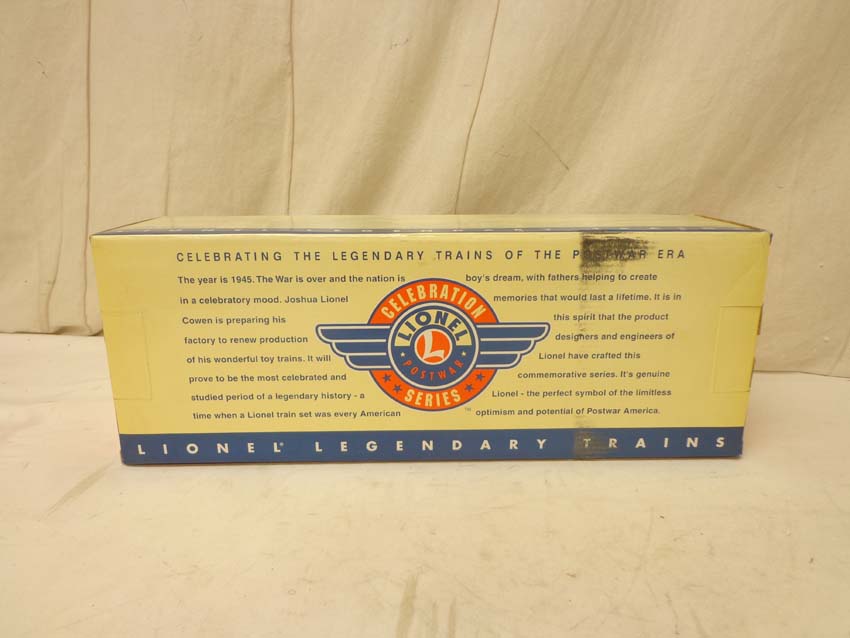 CELEBRATING THE LEGENDARY TRAINS OF THE POSTWAR ERA
The year is 1945. The War is over and the nation is
in a celebratory mood. Joshua Lionel
Cowen is preparing his
factory to renew production
of his wonderful toy trains. It will
prove to be the most celebrated and
studied period of a legendary history - a
time when a Lionel train set was every American
CELEBRATION
LIONEL
L
POSTWAR
SERIES
TM
boy's dream, with fathers helping to create
memories that would last a lifetime. It is in
this spirit that the product
designers and engineers of
Lionel have crafted this
commemorative series. It's genuine
Lionel - the perfect symbol of the limitless
optimism and potential of Postwar America.
LIONEL® LEGENDARY TRAINS